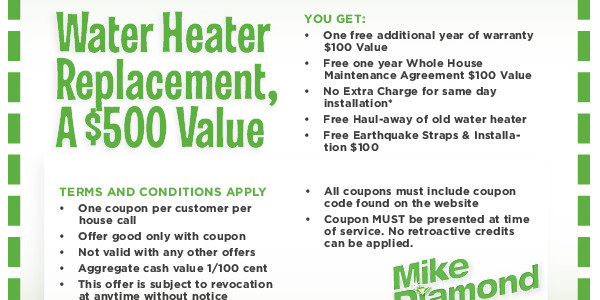 Water Heater
Replacement,
A $500 Value
YOU GET:
• One free additional year of warranty
$100 Value
• Free one year Whole House
Maintenance Agreement $100 Value
• No Extra Charge for same day
installation*
• Free Haul-away of old water heater
• Free Earthquake Straps & Installa-
tion $100
TERMS AND CONDITIONS APPLY
• One coupon per customer per
house call
• Offer good only with coupon
• Not valid with any other offers
• Aggregate cash value 1/100 cent
• This offer is subject to revocation
at anytime without notice
• All coupons must include coupon
code found on the website
• Coupon MUST be presented at time
of service. No retroactive credits
can be applied.
Mike
Diamond